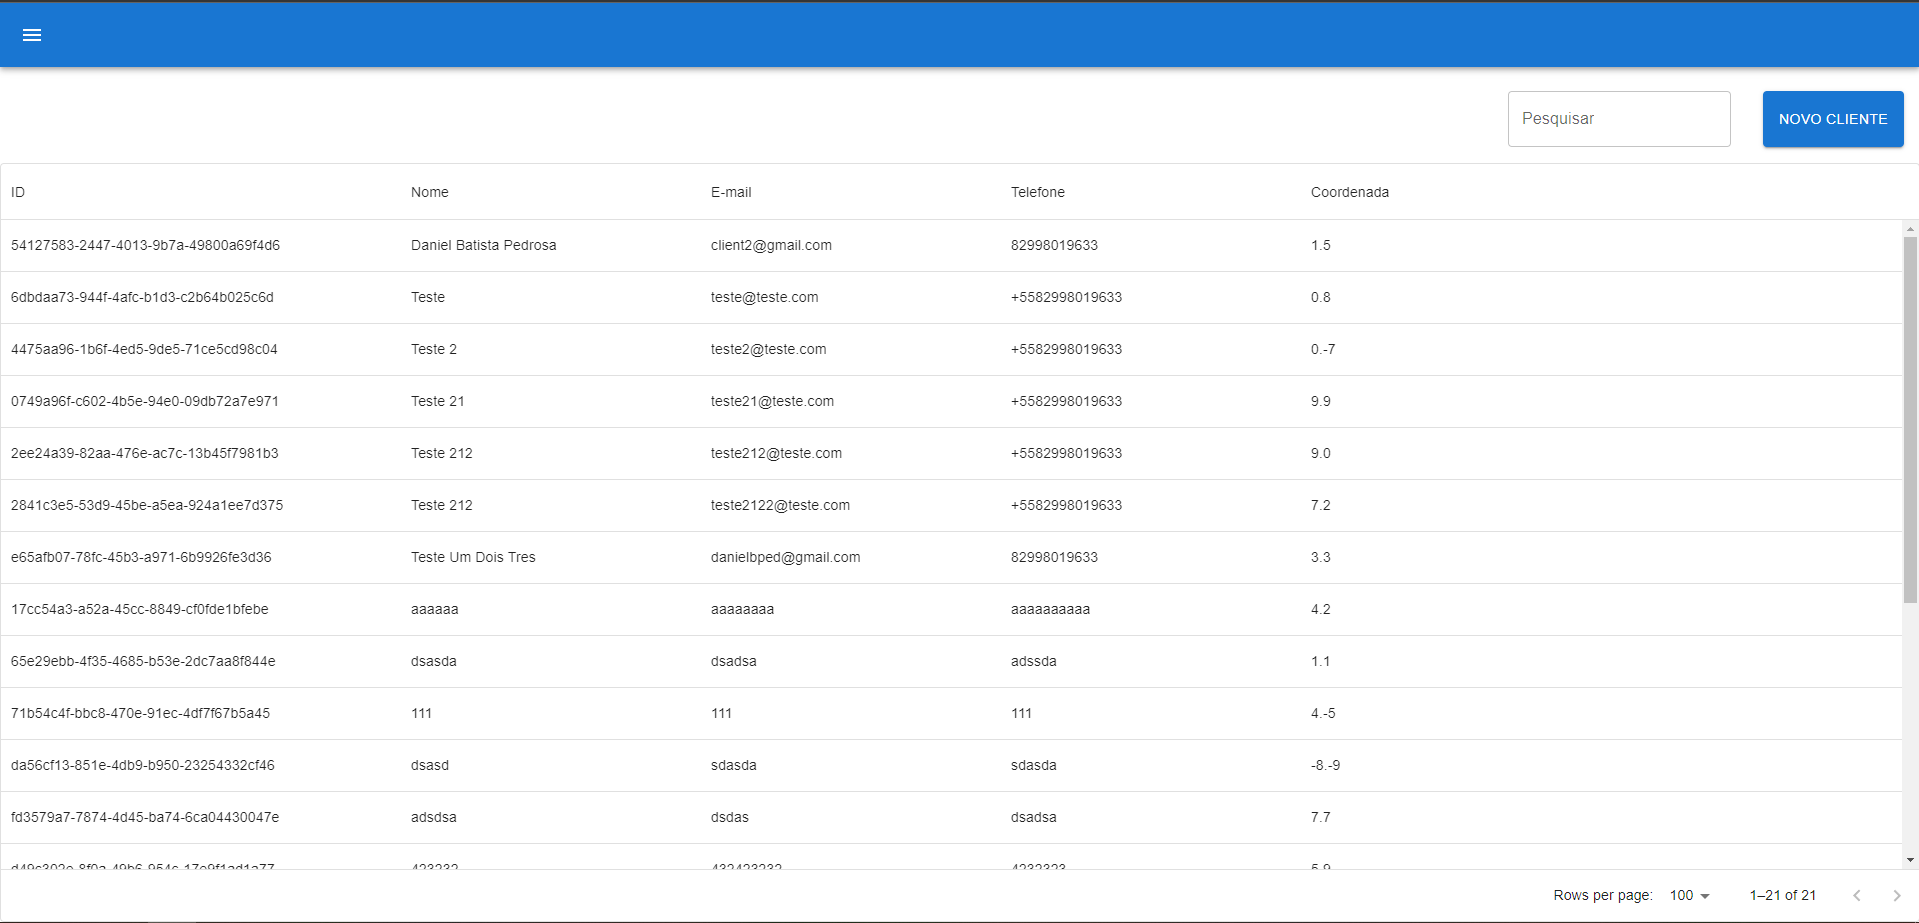 Pesquisar NOVO CLIENTE
ID Nome E-mail Telefone Coordenada
54127583-2447-4013-9b7a-49800a69f4d6 Daniel Batista Pedrosa client2@gmail.com 82998019633 1.5
6dbdaa73-944f-4afc-b1d3-c2b64b025c6d Teste teste@teste.com +5582998019633 0.8
4475aa96-1b6f-4ed5-9de5-71ce5cd98c04 Teste 2 teste2@teste.com +5582998019633 0.-7
0749a96f-c602-4b5e-94e0-09db72a7e971 Teste 21 teste21@teste.com +5582998019633 9.9
2ee24a39-82aa-476e-ac7c-13b45f7981b3 Teste 212 teste212@teste.com +5582998019633 9.0
2841c3e5-53d9-45be-a5ea-924a1ee7d375 Teste 212 teste2122@teste.com +5582998019633 7.2
e65afb07-78fc-45b3-a971-6b9926fe3d36 Teste Um Dois Tres danielbped@gmail.com 82998019633 3.3
17cc54a3-a52a-45cc-8849-cf0fde1bfebe aaaaaa aaaaaaaa aaaaaaaaaa 4.2
65e29ebb-4f35-4685-b53e-2dc7aa8f844e dsasda dsadsa adssda 1.1
71b54c4f-bbc8-470e-91ec-4df7f67b5a45 111 111 111 4.-5
da56cf13-851e-4db9-b950-23254332cf46 dsasd sdasda sdasda -8.-9
fd3579a7-7874-4d45-ba74-6ca04430047e adsdsa dsdas dsadsa 7.7
Rows per page: 100 1–21 of 21